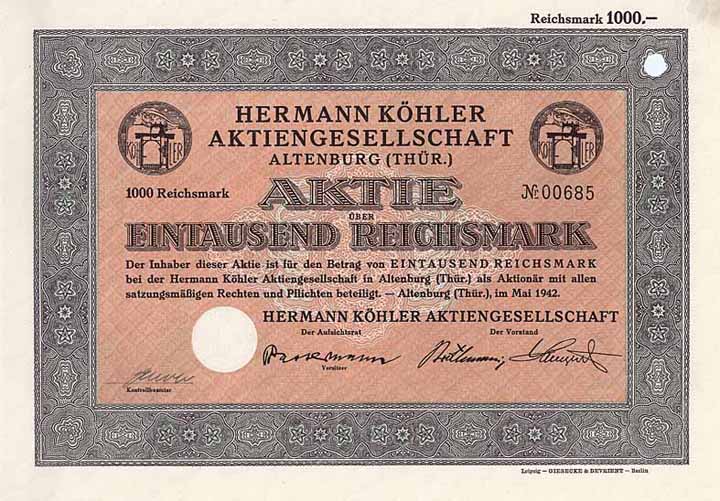 Reichsmark 1000.—
HERMANN KÖHLER
AKTIENGESELLSCHAFT
ALTENBURG (THÜR.)
KÖHLER
KÖHLER
1000 Reichsmark
AKTIE
№ 00685
ÜBER
EINTAUSEND REICHSMARK
Der Inhaber dieser Aktie ist für den Betrag von EINTAUSEND REICHSMARK
bei der Hermann Köhler Aktiengesellschaft in Altenburg (Thür.) als Aktionär mit allen
satzungsmäßigen Rechten und Pflichten beteiligt. — Altenburg (Thür.), im Mai 1942.
HERMANN KÖHLER AKTIENGESELLSCHAFT
Der Aufsichtsrat
Der Vorstand
Vorsitzer
Kontrollbeamter
Leipzig — GIESECKE & DEVRIENT — Berlin